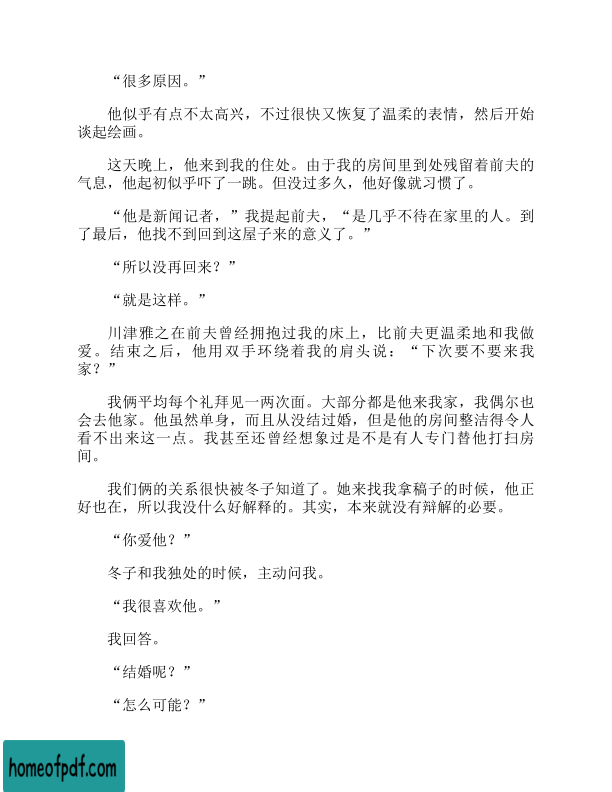 “很多原因。”
他似乎有点不太高兴，不过很快又恢复了温柔的表情，然后开始
谈起绘画。
这天晚上，他来到我的住处。由于我的房间里到处残留着前夫的
气息，他起初似乎吓了一跳。但没过多久，他好像就习惯了。
“他是新闻记者，”我提起前夫，“是几乎不待在家里的人。到
了最后，他找不到回到这屋子来的意义了。”
“所以没再回来？”
“就是这样。”
川津雅之在前夫曾经拥抱过我的床上，比前夫更温柔地和我做
爱。结束之后，他用双手环绕着我的肩头说：“下次要不要来我
家？”
我俩平均每个礼拜见一两次面。大部分都是他来我家，我偶尔也
会去他家。他虽然单身，而且从没结过婚，但是他的房间整洁得令人
看不出来这一点。我甚至还曾经想象过是不是有人专门替他打扫房
间。
我们俩的关系很快被冬子知道了。她来找我拿稿子的时候，他正
好也在，所以我没什么好解释的。其实，本来就没有辩解的必要。
“你爱他？”
冬子和我独处的时候，主动问我。
“我很喜欢他。”
我回答。
“结婚呢？”
“怎么可能？”
homeofpdf.com